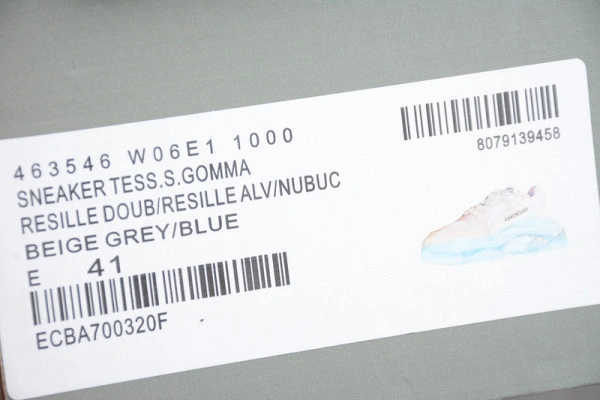 463546 W06E1 1000
SNEAKER TESS.S.GOMMA
RESILLE DOUB/RESILLE ALV/NUBUC
BEIGE GREY/BLUE
E 41
ECBA700320F
8079139458